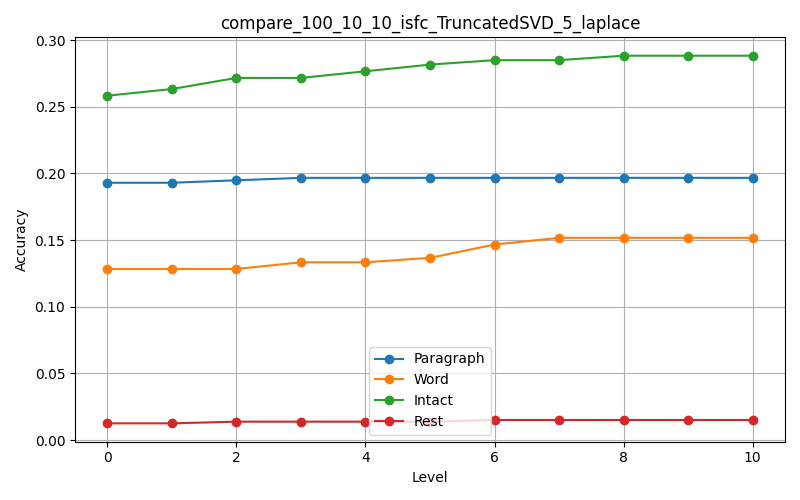 compare_100_10_10_isfc_TruncatedSVD_5_laplace
0.30
0.25
0.20
0.15
0.10
0.05
0.00
Accuracy
Paragraph
Word
Intact
Rest
0 2 4 6 8 10
Level